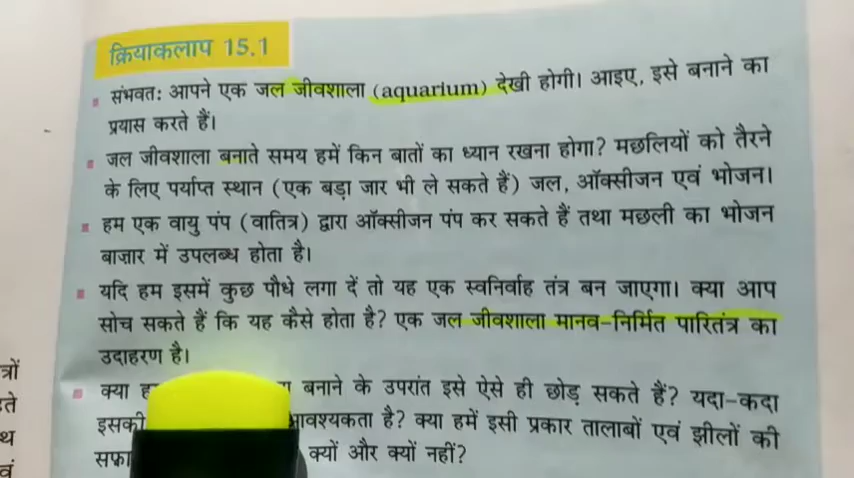 क्रियाकलाप 15.1
संभवतः आपने एक जल जीवशाला (aquarium) देखी होगी। आइए, इसे बनाने का
प्रयास करते हैं।
जल जीवशाला बनाते समय हमें किन बातों का ध्यान रखना होगा? मछलियों को तैरने
के लिए पर्याप्त स्थान (एक बड़ा जार भी ले सकते हैं) जल, ऑक्सीजन एवं भोजन।
हम एक वायु पंप (वातित्र) द्वारा ऑक्सीजन पंप कर सकते हैं तथा मछली का भोजन
बाज़ार में उपलब्ध होता है।
यदि हम इसमें कुछ पौधे लगा दें तो यह एक स्वनिर्वाह तंत्र बन जाएगा। क्या आप
सोच सकते हैं कि यह कैसे होता है? एक जल जीवशाला मानव-निर्मित पारितंत्र का
उदाहरण है।
क्या बनाने के उपरांत इसे ऐसे ही छोड़ सकते हैं? यदा-कदा
इसकी आवश्यकता है? क्या हमें इसी प्रकार तालाबों एवं झीलों की
क्यों और क्यों नहीं?